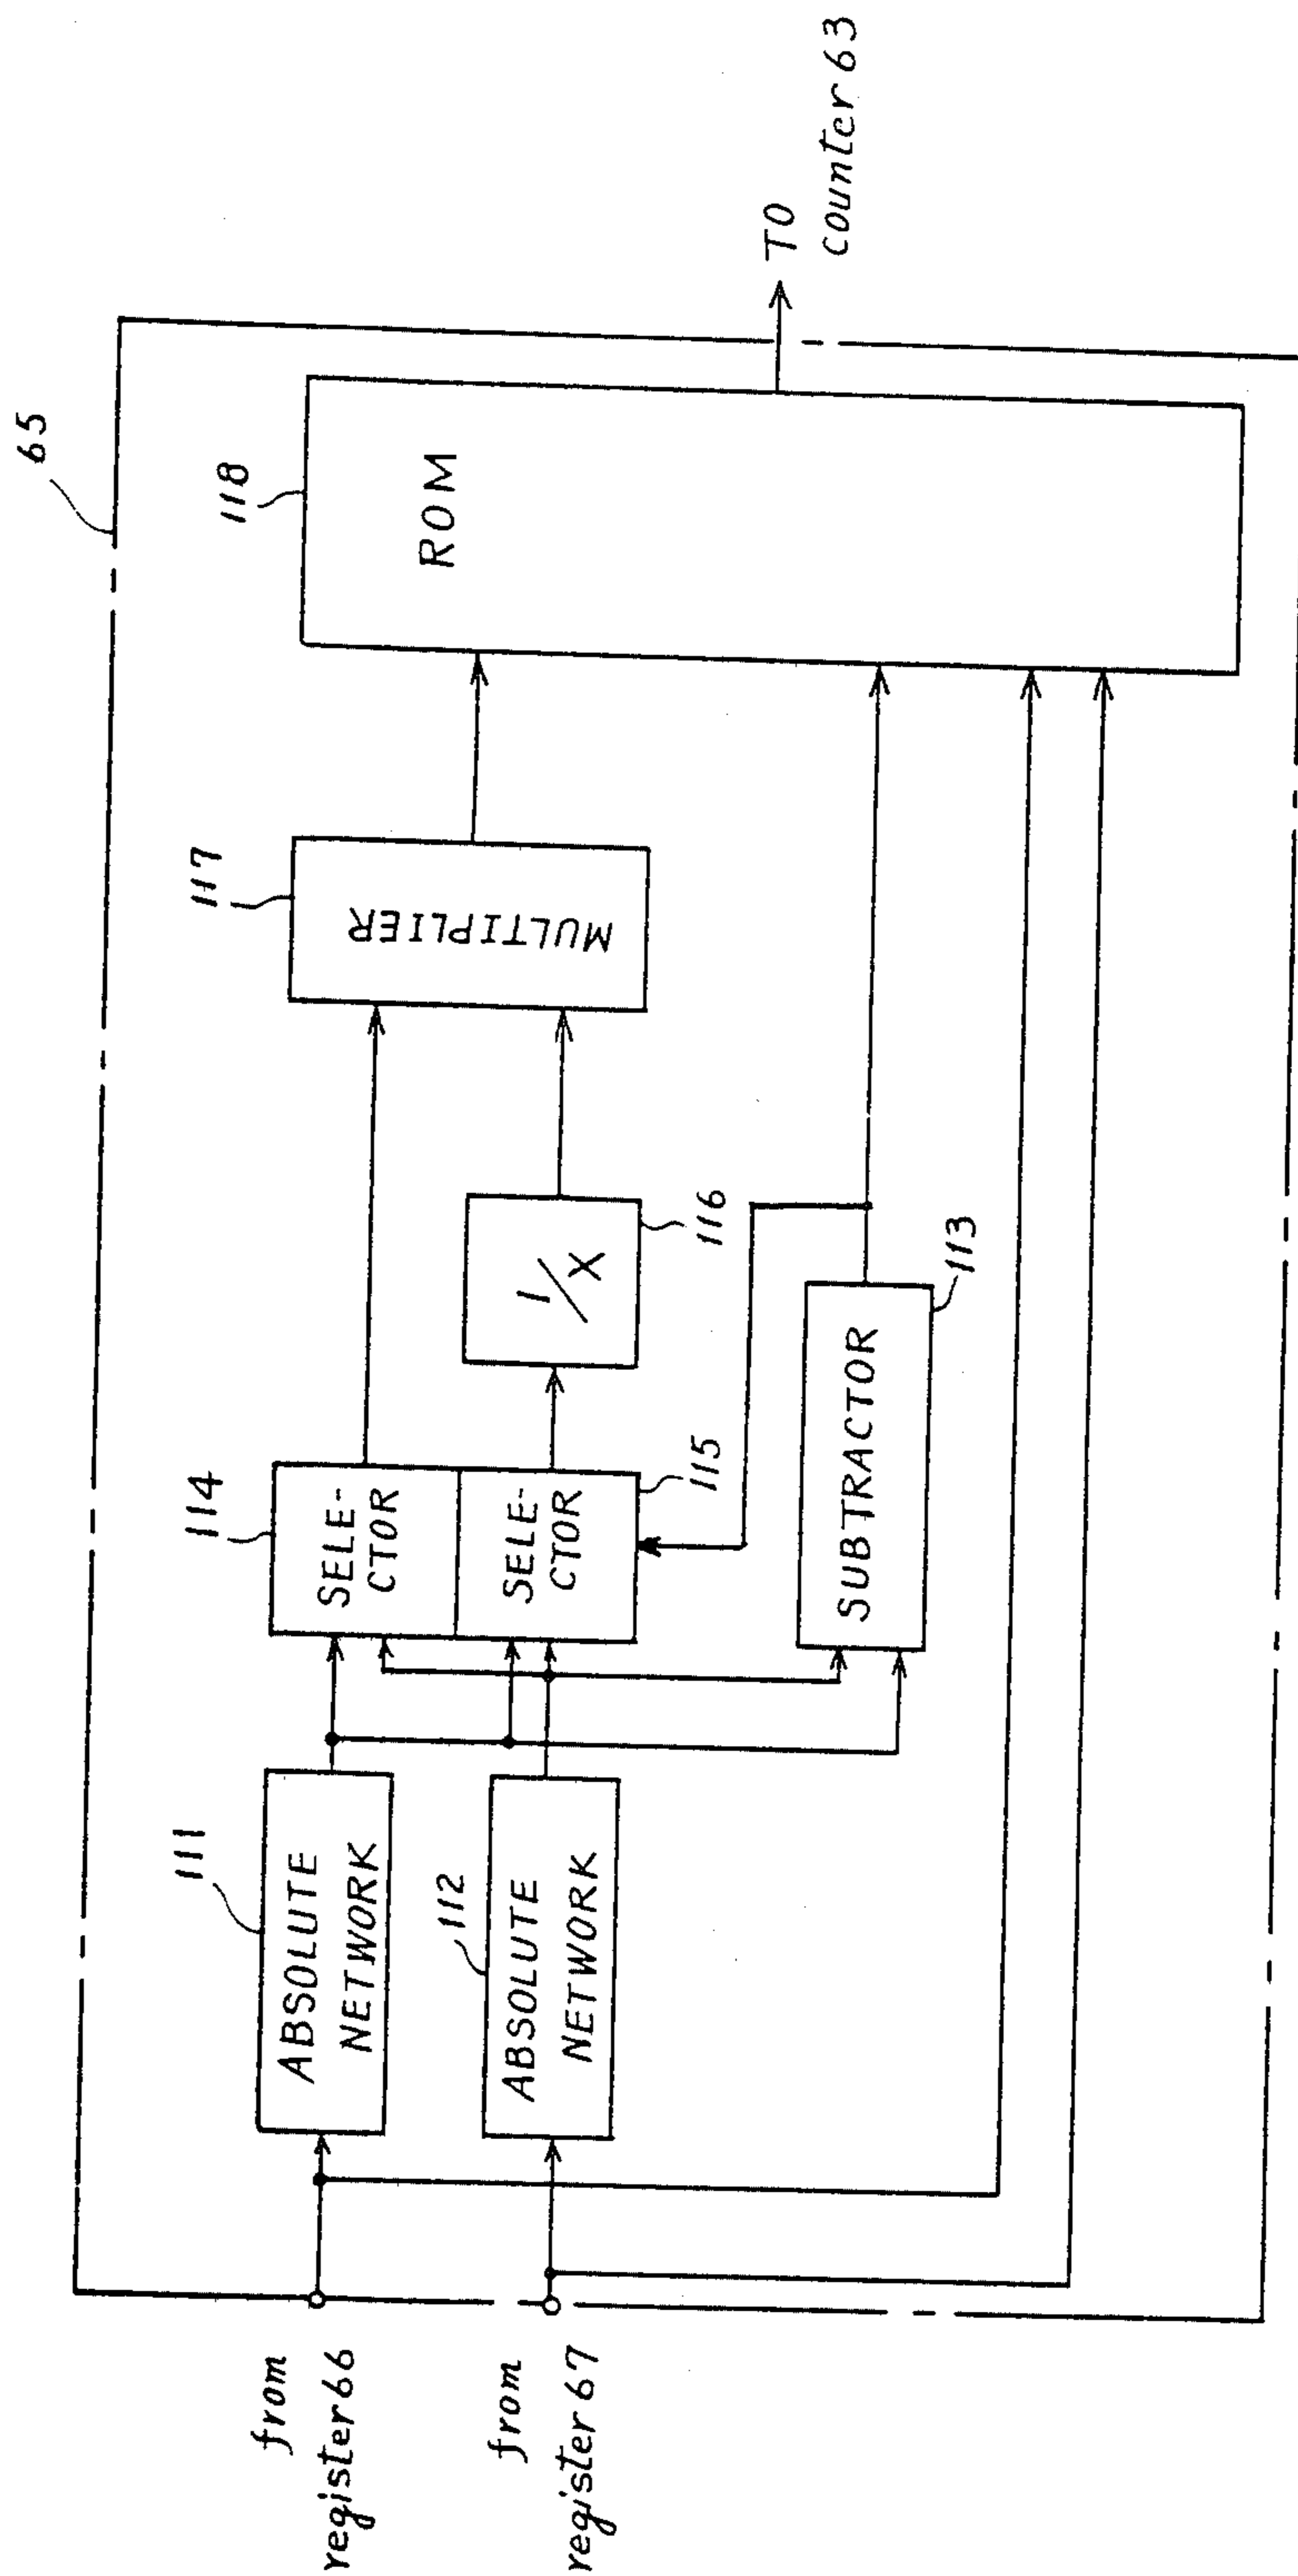 65
from
register 66
from
register 67
111
ABSOLUTE
NETWORK
112
ABSOLUTE
NETWORK
114
SELE-
CTOR
SELE-
CTOR
115
1/X
116
SUBTRACTOR
113
117
MULTIPLIER
118
ROM
TO
counter 63